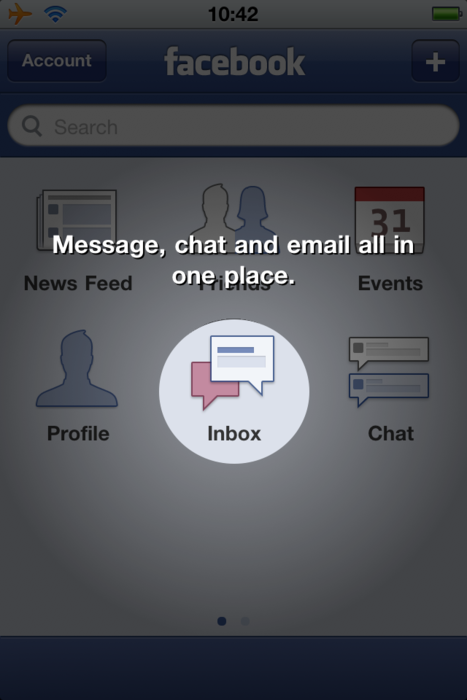 10:42
Account facebook +
Search
Message, chat and email all in
one place.
31
News Feed Friends Events
Profile Inbox Chat